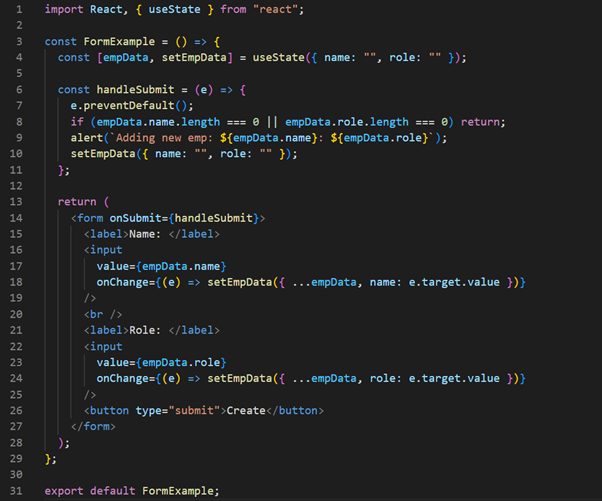 1 import React, { useState } from "react";
2
3 const FormExample = () => {
4   const [empData, setEmpData] = useState({ name: "", role: "" });
5
6   const handleSubmit = (e) => {
7     e.preventDefault();
8     if (empData.name.length === 0 || empData.role.length === 0) return;
9     alert(`Adding new emp: ${empData.name}: ${empData.role}`);
10     setEmpData({ name: "", role: "" });
11   };
12
13   return (
14     <form onSubmit={handleSubmit}>
15       <label>Name: </label>
16       <input
17         value={empData.name}
18         onChange={(e) => setEmpData({ ...empData, name: e.target.value })}
19       />
20       <br />
21       <label>Role: </label>
22       <input
23         value={empData.role}
24         onChange={(e) => setEmpData({ ...empData, role: e.target.value })}
25       />
26       <button type="submit">Create</button>
27     </form>
28   );
29 };
30
31 export default FormExample;